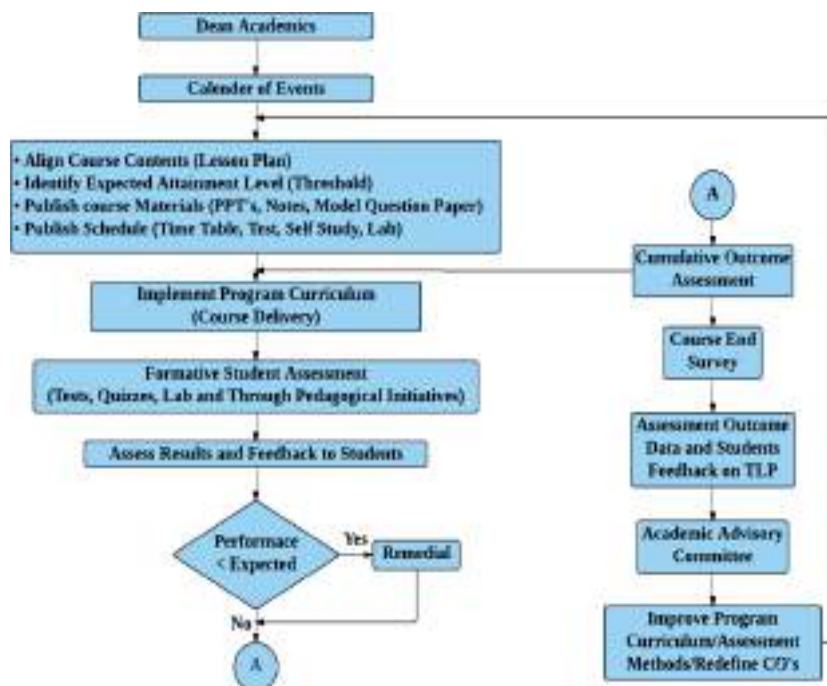 Dean Academics
Calender of Events
• Align Course Contents (Lesson Plan)
• Identify Expected Attainment Level (Threshold)
• Publish course Materials (PPT's, Notes, Model Question Paper)
• Publish Schedule (Time Table, Test, Self Study, Lab)
Implement Program Curriculum
(Course Delivery)
Formative Student Assessment
(Tests, Quizzes, Lab and Through Pedagogical Initiatives)
Assess Results and Feedback to Students
Performace
< Expected
Yes
Remedial
No
A
A
Cumulative Outcome
Assessment
Course End
Survey
Assessment Outcome
Data and Students
Feedback on TLP
Academic Advisory
Committee
Improve Program
Curriculum/Assessment
Methods/Redefine CO's